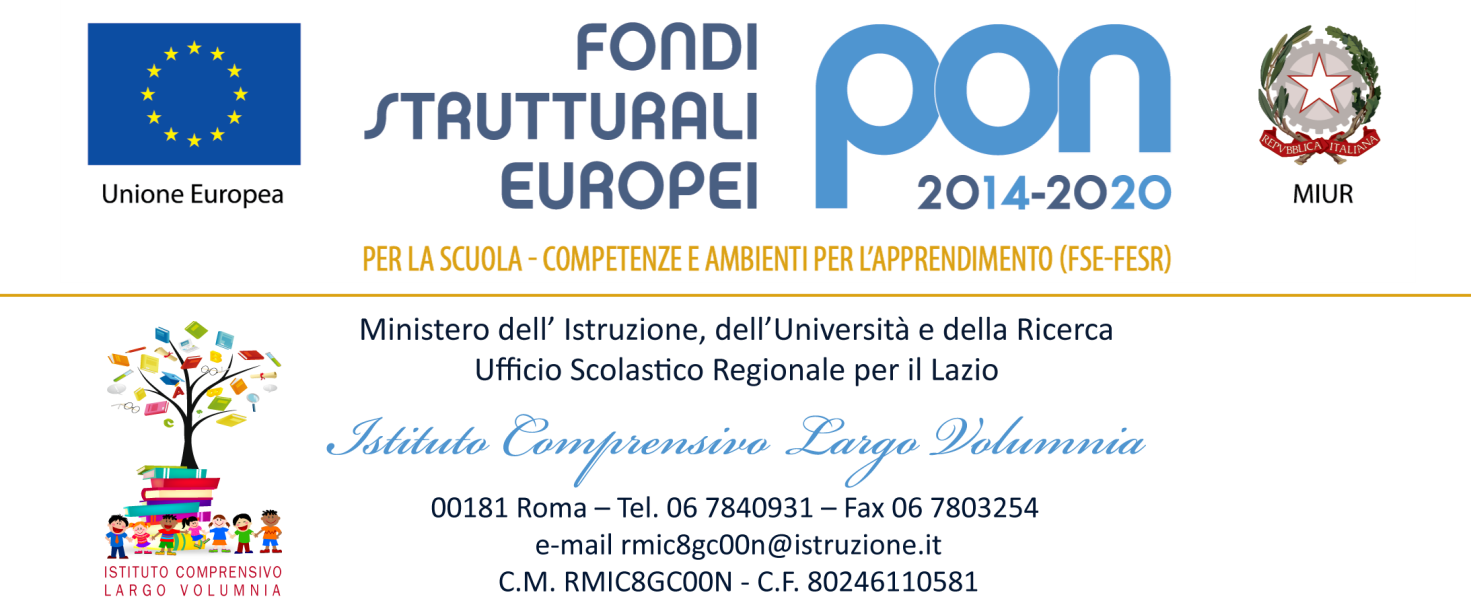 Unione Europea
FONDI
STRUTTURALI
EUROPEI
pon
2014-2020
REPVBBLICA ITALIANA
MIUR
PER LA SCUOLA - COMPETENZE E AMBIENTI PER L'APPRENDIMENTO (FSE-FESR)
Ministero dell' Istruzione, dell'Università e della Ricerca
Ufficio Scolastico Regionale per il Lazio
Istituto Comprensivo Largo Volumnia
00181 Roma – Tel. 06 7840931 – Fax 06 7803254
e-mail rmic8gc00n@istruzione.it
C.M. RMIC8GC00N - C.F. 80246110581
ISTITUTO COMPRENSIVO
LARGO VOLUMNIA